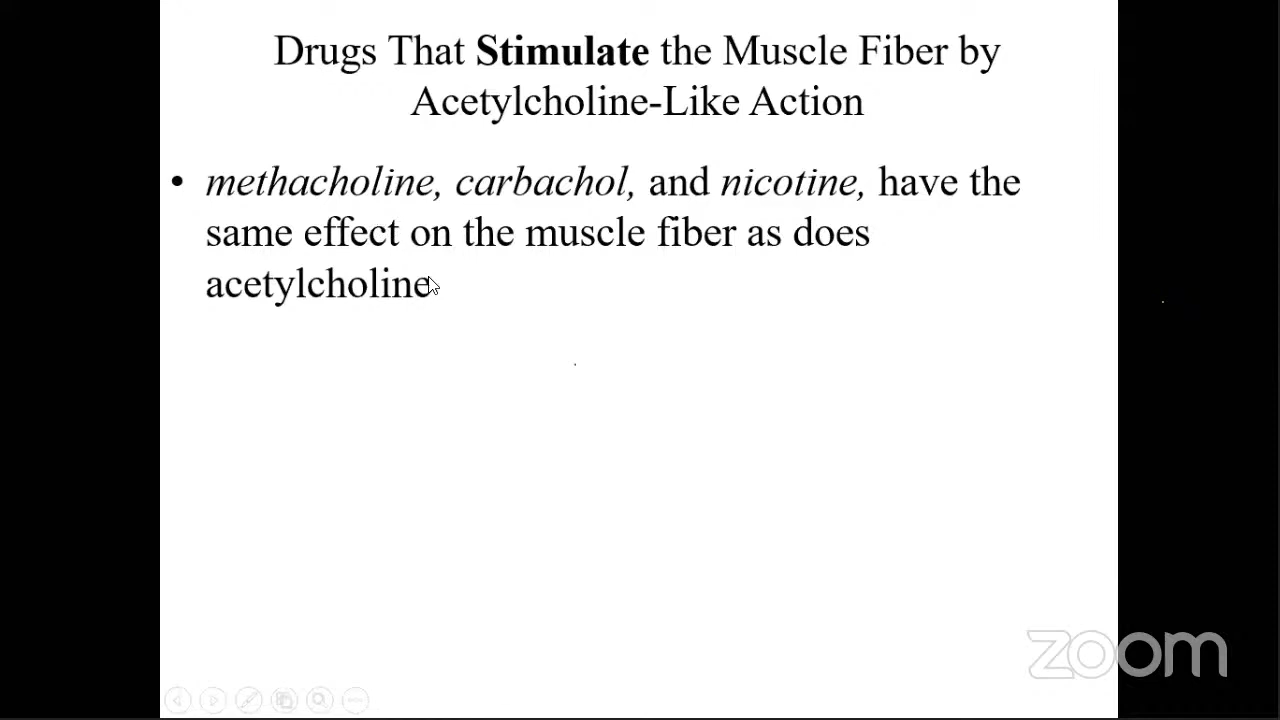 Drugs That Stimulate the Muscle Fiber by
Acetylcholine-Like Action
• methacholine, carbachol, and nicotine, have the
same effect on the muscle fiber as does
acetylcholine
zoom